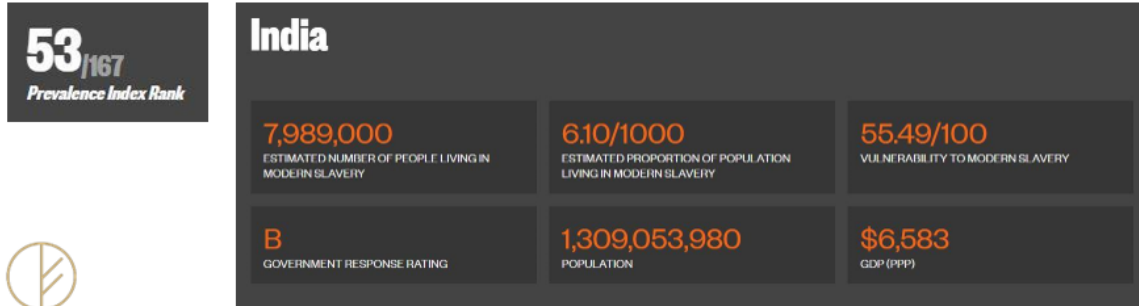 53/167
Prevalence Index Rank
India
7,989,000
ESTIMATED NUMBER OF PEOPLE LIVING IN
MODERN SLAVERY
6.10/1000
ESTIMATED PROPORTION OF POPULATION
LIVING IN MODERN SLAVERY
55.49/100
VULNERABILITY TO MODERN SLAVERY
B
GOVERNMENT RESPONSE RATING
1,309,053,980
POPULATION
$6,583
GDP (PPP)